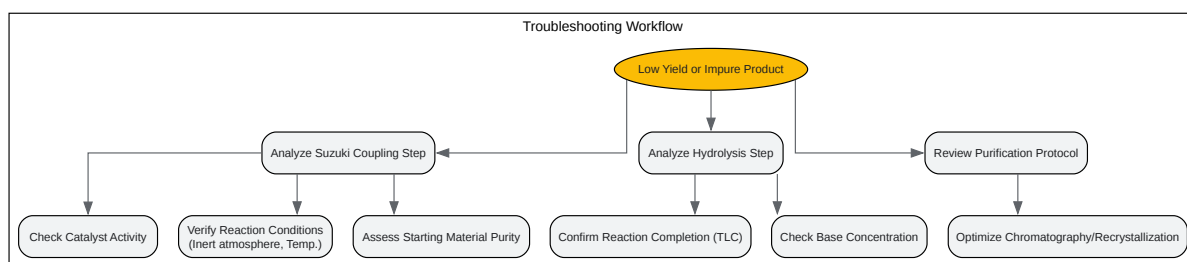 Troubleshooting Workflow
Low Yield or Impure Product
Analyze Suzuki Coupling Step
Analyze Hydrolysis Step
Review Purification Protocol
Check Catalyst Activity
Verify Reaction Conditions
(Inert atmosphere, Temp.)
Assess Starting Material Purity
Confirm Reaction Completion (TLC)
Check Base Concentration
Optimize Chromatography/Recrystallization